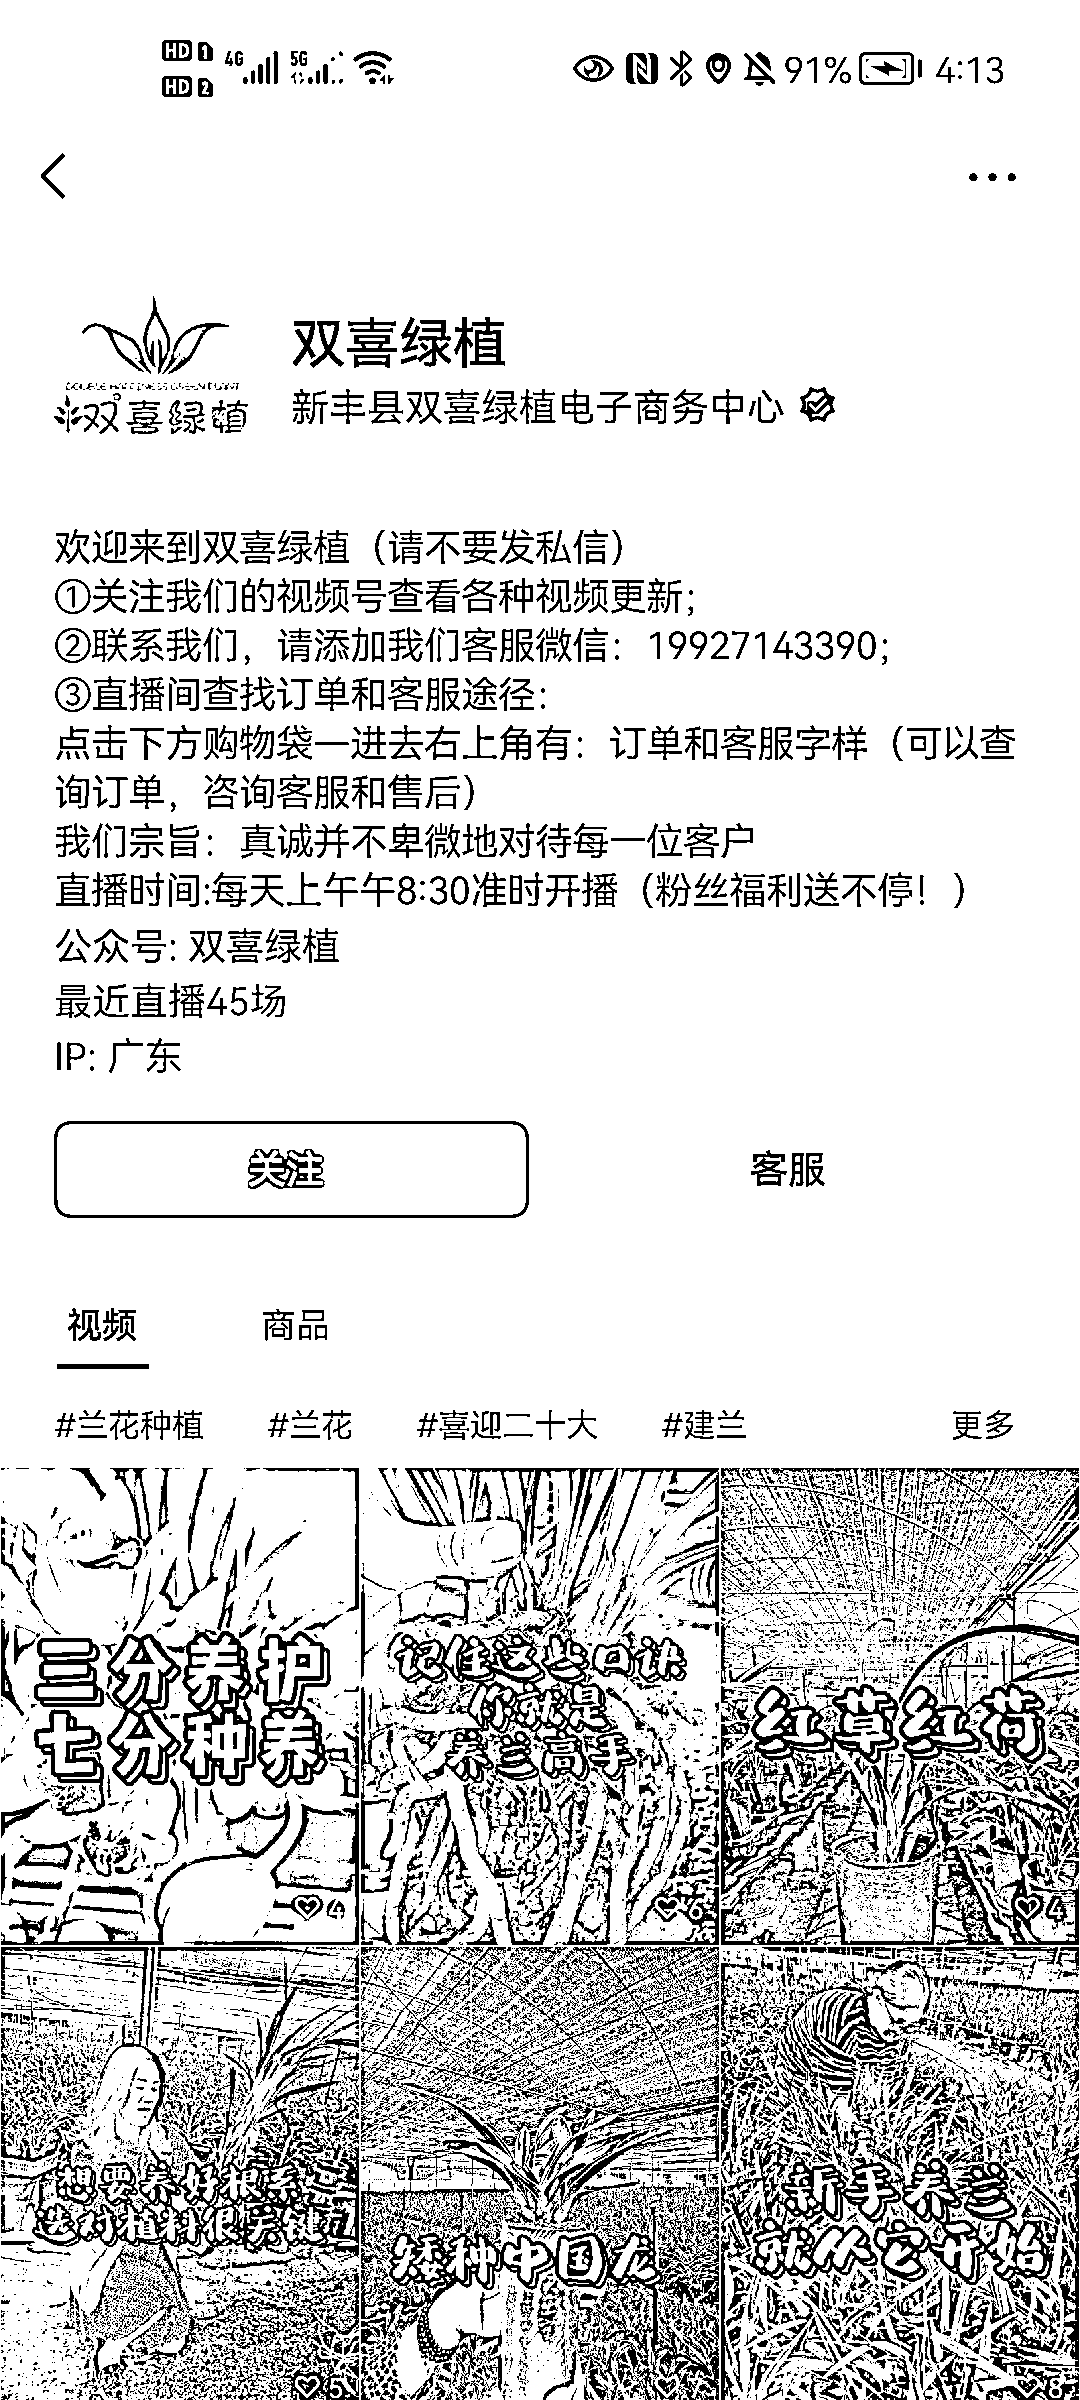 HD 1 4G 5G 91% 4:13
HD 2
双喜绿植
DOUBLE HAPPINESS GREEN PLANT
双喜绿植
新丰县双喜绿植电子商务中心
欢迎来到双喜绿植（请不要发私信）
①关注我们的视频号查看各种视频更新；
②联系我们，请添加我们客服微信：19927143390；
③直播间查找订单和客服途径：
点击下方购物袋一进去右上角有：订单和客服字样（可以查
询订单，咨询客服和售后）
我们宗旨：真诚并不卑微地对待每一位客户
直播时间:每天上午午8:30准时开播（粉丝福利送不停！）
公众号: 双喜绿植
最近直播45场
IP: 广东
关注 客服
视频 商品
#兰花种植 #兰花 #喜迎二十大 #建兰 更多
三分养护
七分种养
4
记住这些口诀
你就是
养兰高手
红草红荷
4
想要养好根系
选对植料很关键
矮种中国龙
新手养兰
就从它开始